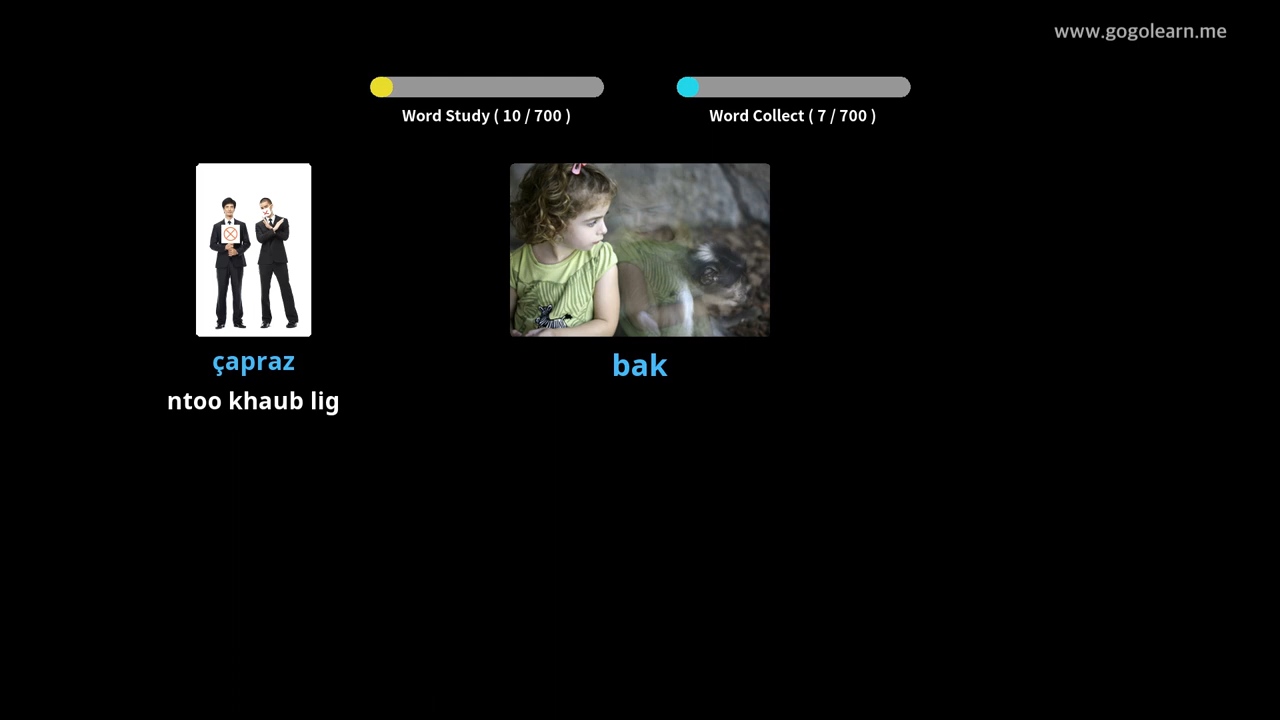 www.gogolearn.me
Word Study ( 10 / 700 )
Word Collect ( 7 / 700 )
çapraz
ntoo khaub lig
bak